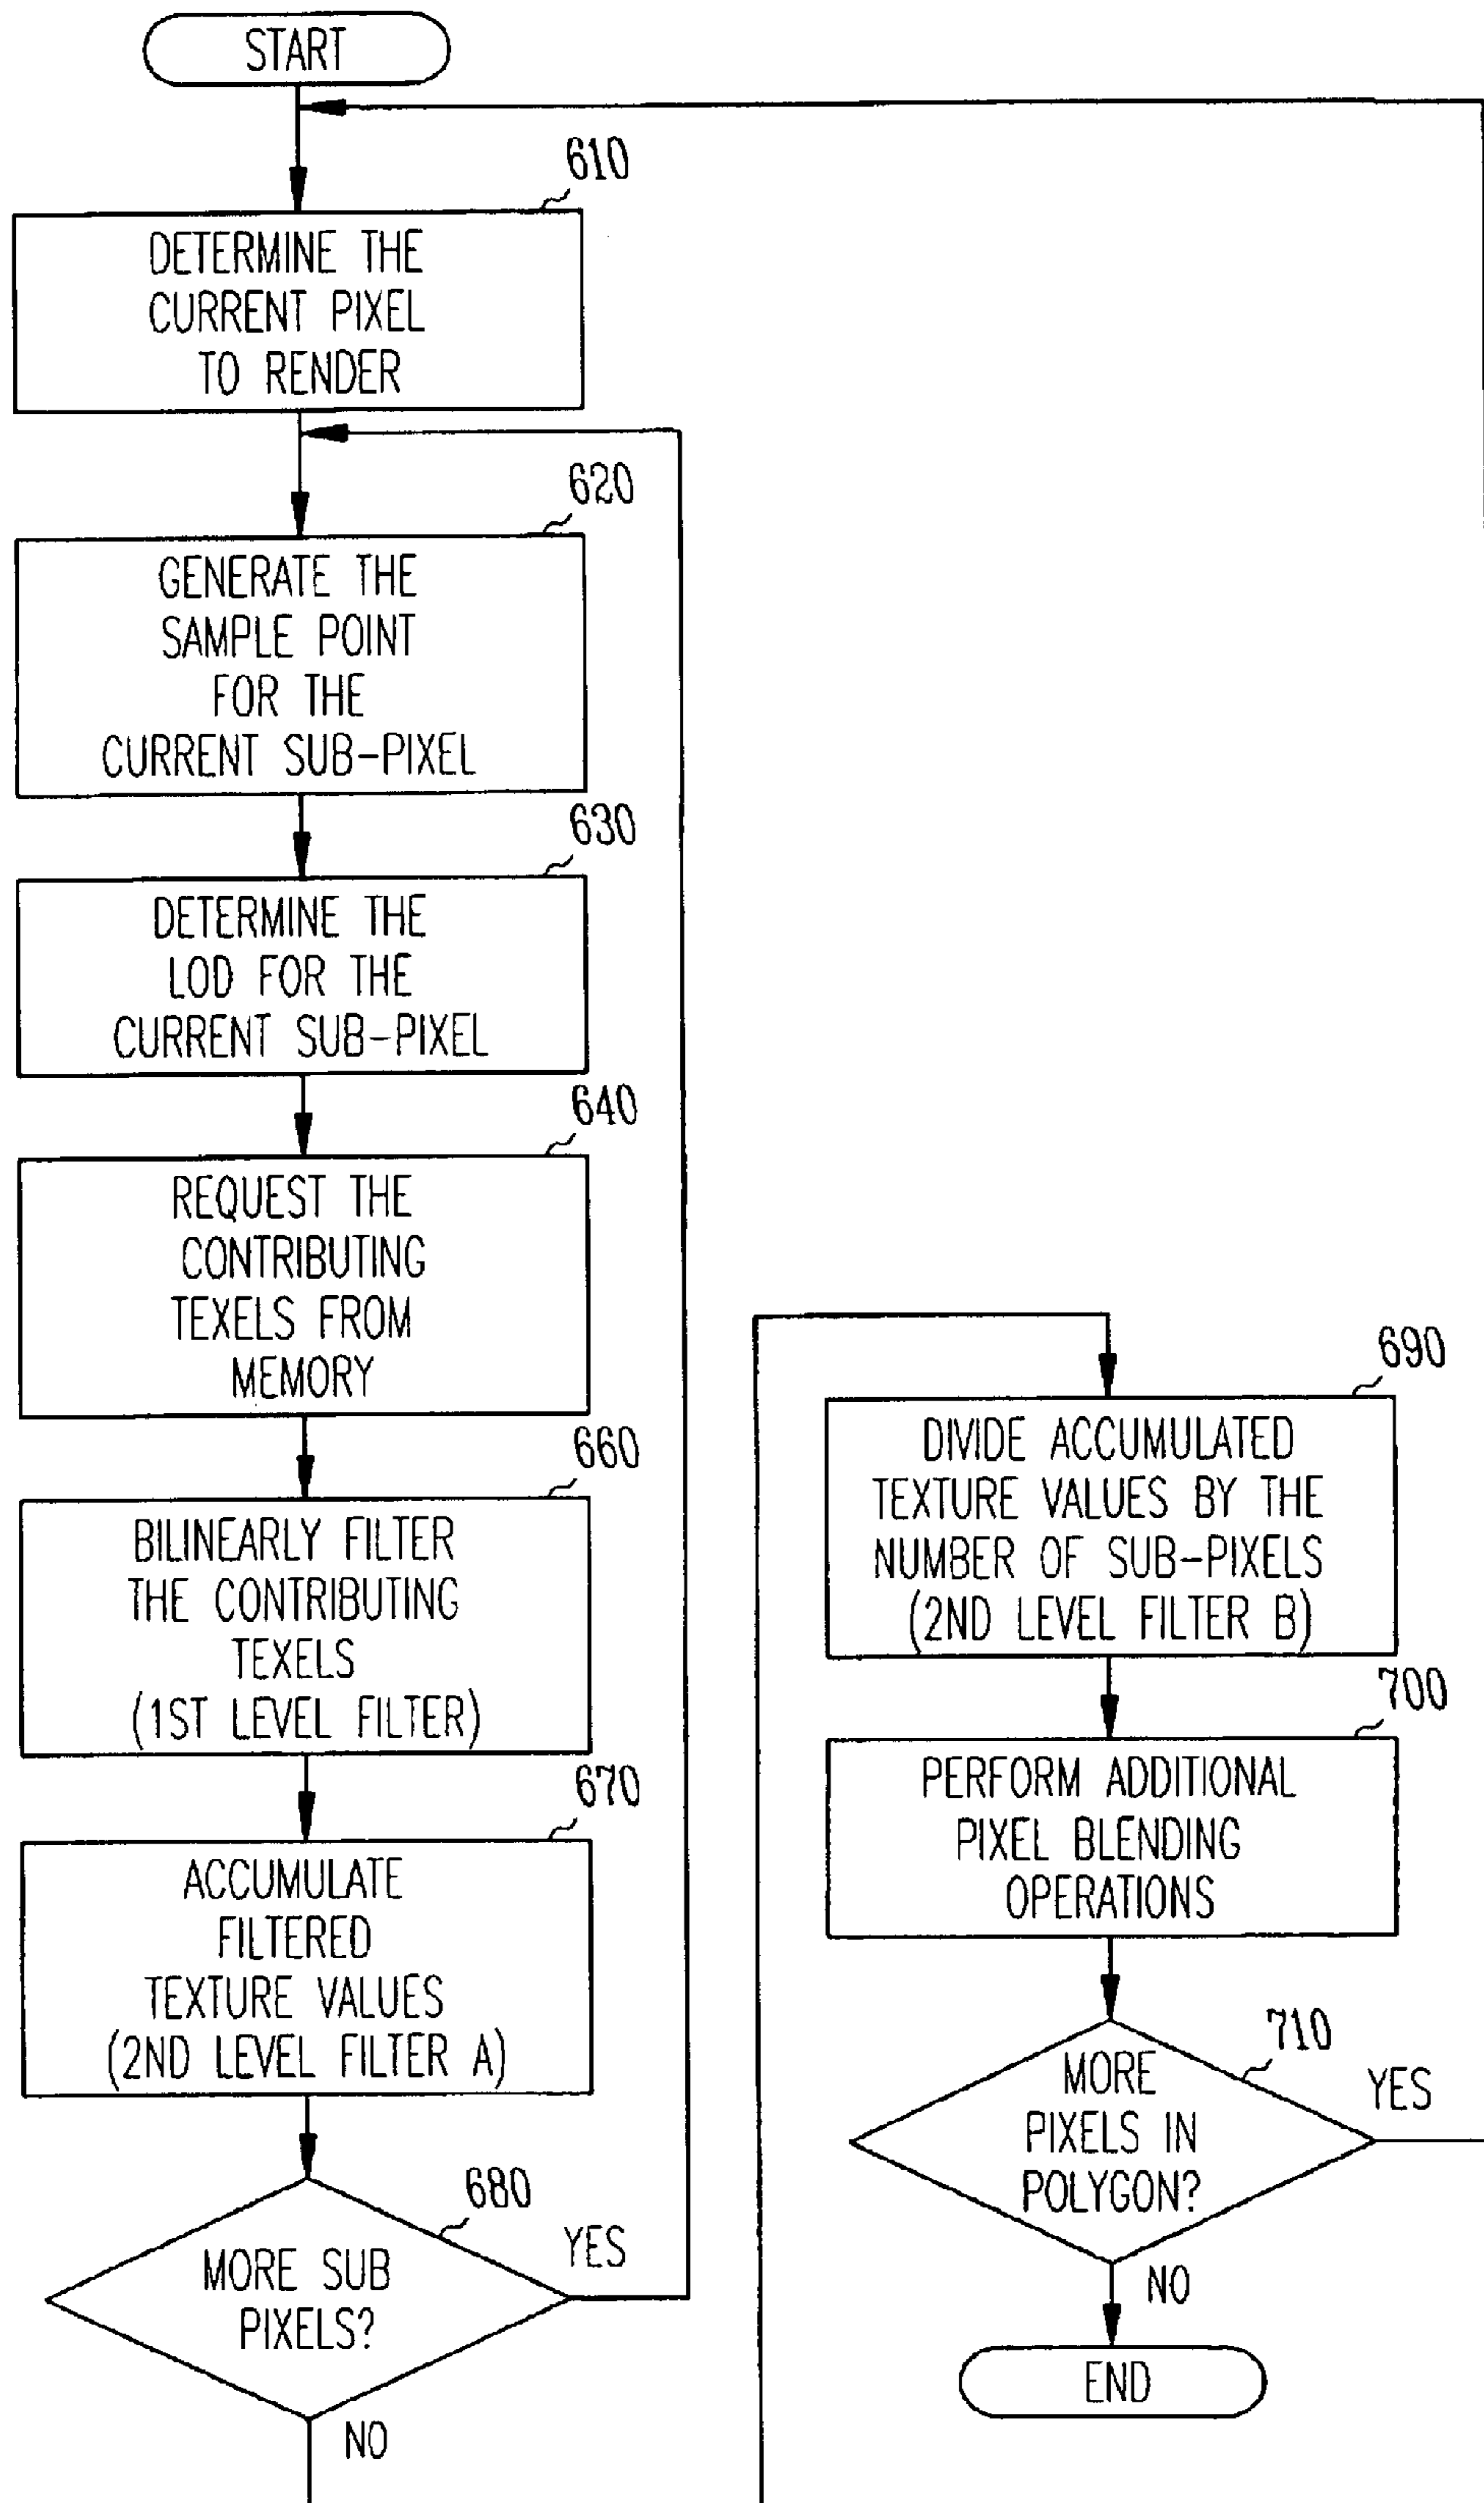 START
610
DETERMINE THE
CURRENT PIXEL
TO RENDER
620
GENERATE THE
SAMPLE POINT
FOR THE
CURRENT SUB-PIXEL
630
DETERMINE THE
LOD FOR THE
CURRENT SUB-PIXEL
640
REQUEST THE
CONTRIBUTING
TEXELS FROM
MEMORY
660
BILINEARLY FILTER
THE CONTRIBUTING
TEXELS
(1ST LEVEL FILTER)
670
ACCUMULATE
FILTERED
TEXTURE VALUES
(2ND LEVEL FILTER A)
680
MORE SUB
PIXELS?
YES
NO
690
DIVIDE ACCUMULATED
TEXTURE VALUES BY THE
NUMBER OF SUB-PIXELS
(2ND LEVEL FILTER B)
700
PERFORM ADDITIONAL
PIXEL BLENDING
OPERATIONS
710
MORE
PIXELS IN
POLYGON?
YES
NO
END